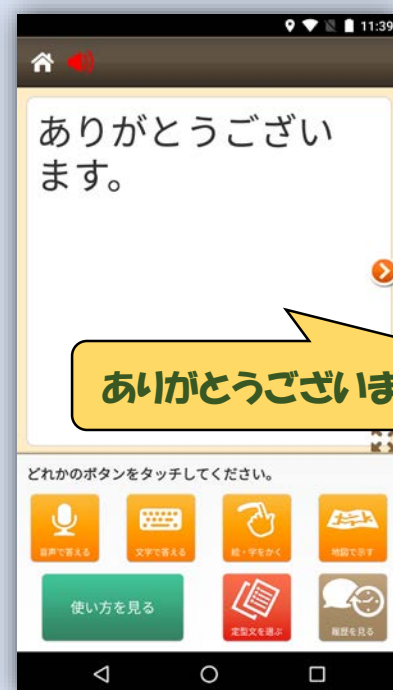 11:39
ありがとうござい
ます。
ありがとうございま
どれかのボタンをタッチしてください。
音声で答える
文字で答える
絵・字をかく
地図で示す
使い方を見る
定型文を選ぶ
履歴を見る